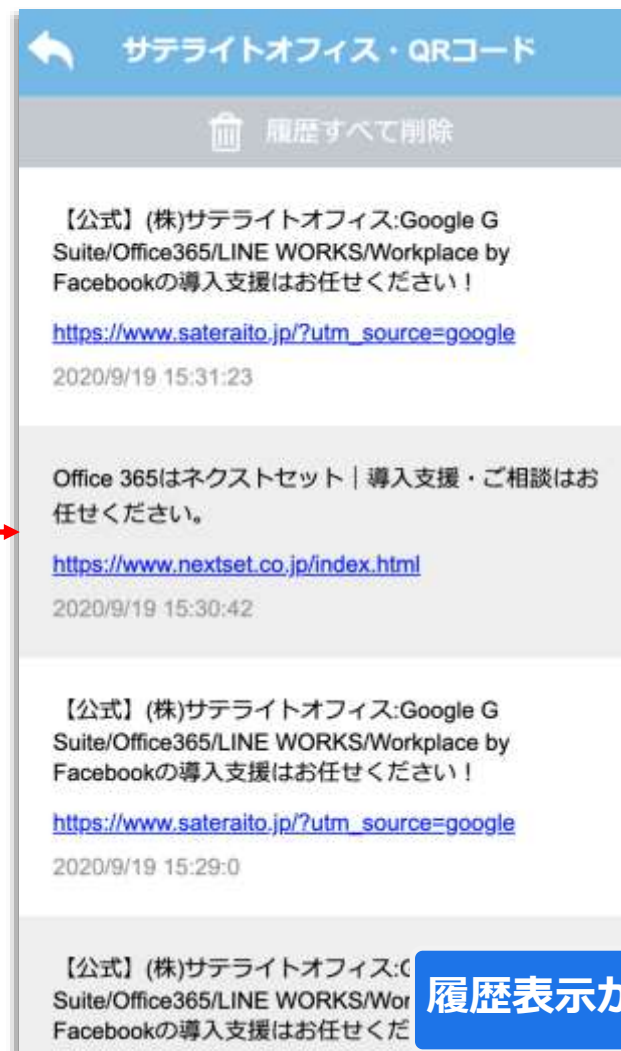 サテライトオフィス・QRコード
履歴すべて削除
【公式】(株)サテライトオフィス:Google G
Suite/Office365/LINE WORKS/Workplace by
Facebookの導入支援はお任せください！
https://www.sateraito.jp/?utm_source=google
2020/9/19 15:31:23
Office 365はネクストセット｜導入支援・ご相談はお
任せください。
https://www.nextset.co.jp/index.html
2020/9/19 15:30:42
【公式】(株)サテライトオフィス:Google G
Suite/Office365/LINE WORKS/Workplace by
Facebookの導入支援はお任せください！
https://www.sateraito.jp/?utm_source=google
2020/9/19 15:29:0
【公式】(株)サテライトオフィス:
Suite/Office365/LINE
Facebookの導入支援はお任せくだ
履歴表示